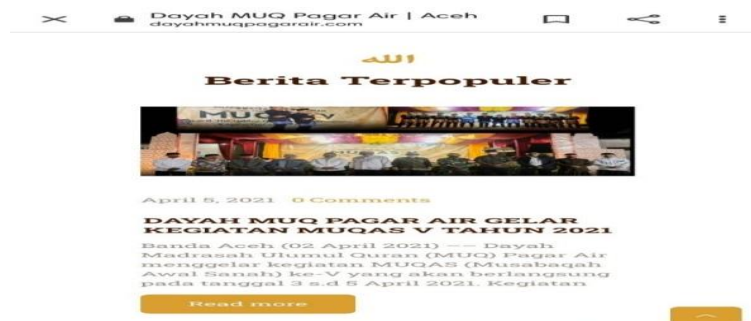 Dayah MUQ Pagar Air | Aceh
dayahmuqpagarair.com
الله
Berita Terpopuler
April 5, 2021 0 Comments
DAYAH MUQ PAGAR AIR GELAR
KEGIATAN MUQAS V TAHUN 2021
Banda Aceh (02 April 2021) –– Dayah
Madrasah Ulumul Quran (MUQ) Pagar Air
menggelar kegiatan MUQAS (Musabaqah
Awal Sanah) ke-V yang akan berlangsung
pada tanggal 3 s.d 5 April 2021. Kegiatan
Read more